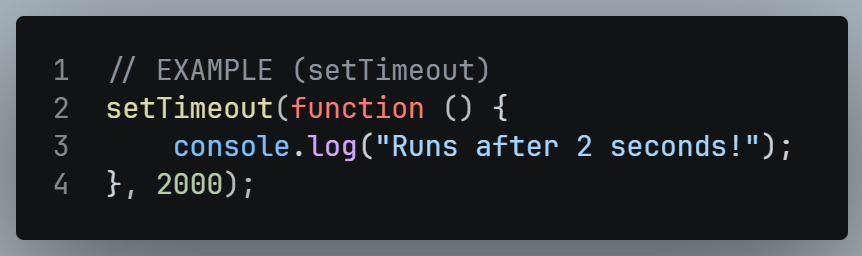 1 // EXAMPLE (setTimeout)
2 setTimeout(function () {
3     console.log("Runs after 2 seconds!");
4 }, 2000);